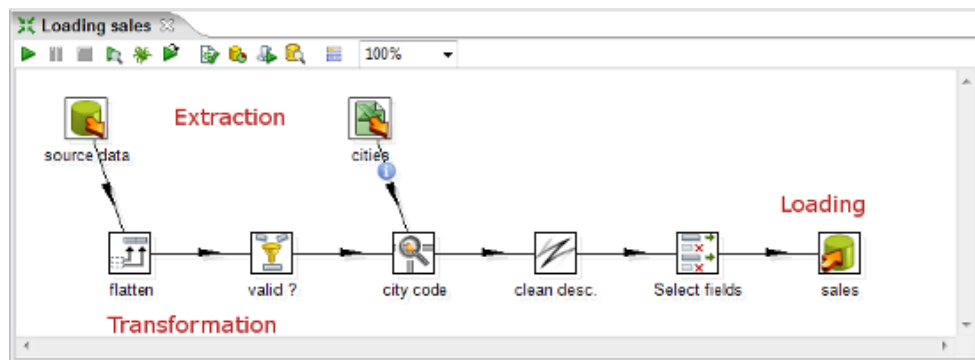 Loading sales
100%
Extraction
source data
cities
Loading
flatten
valid ?
city code
clean desc.
Select fields
sales
Transformation